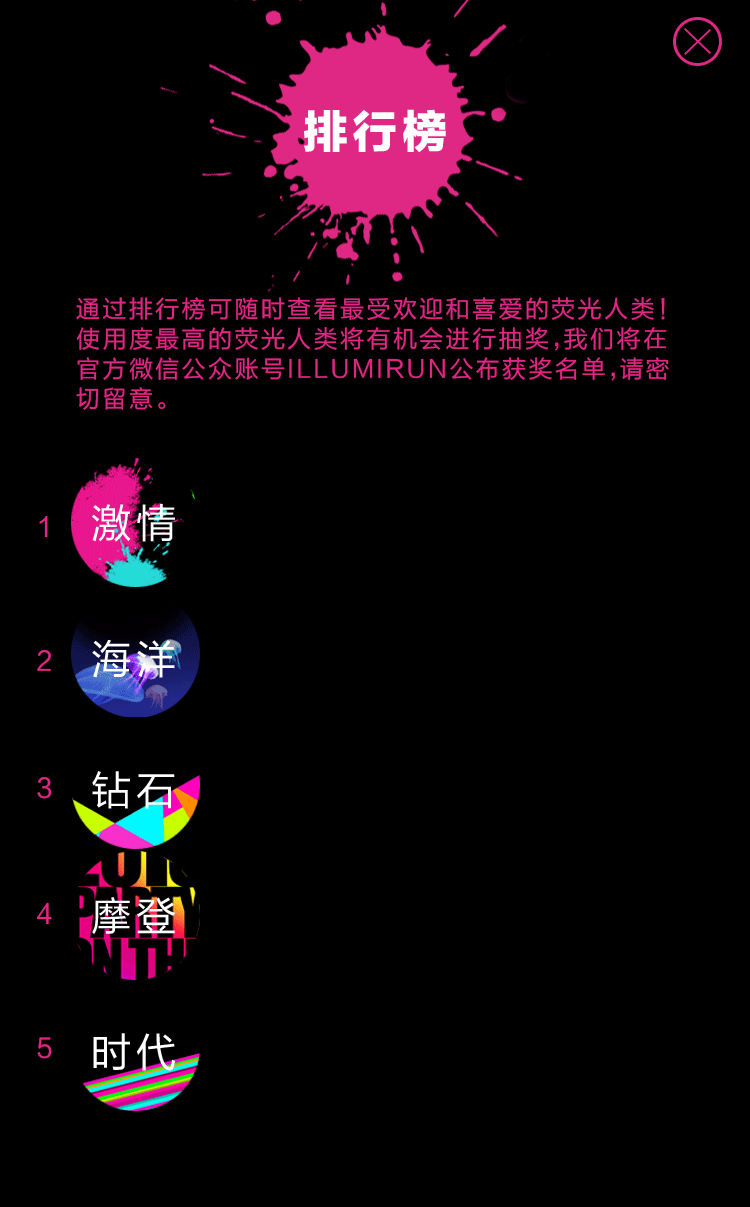 排行榜
通过排行榜可随时查看最受欢迎和喜爱的荧光人类!
使用度最高的荧光人类将有机会进行抽奖,我们将在
官方微信公众账号ILLUMIRUN公布获奖名单,请密
切留意。
1 激情
2 海洋
3 钻石
4 摩登
5 时代